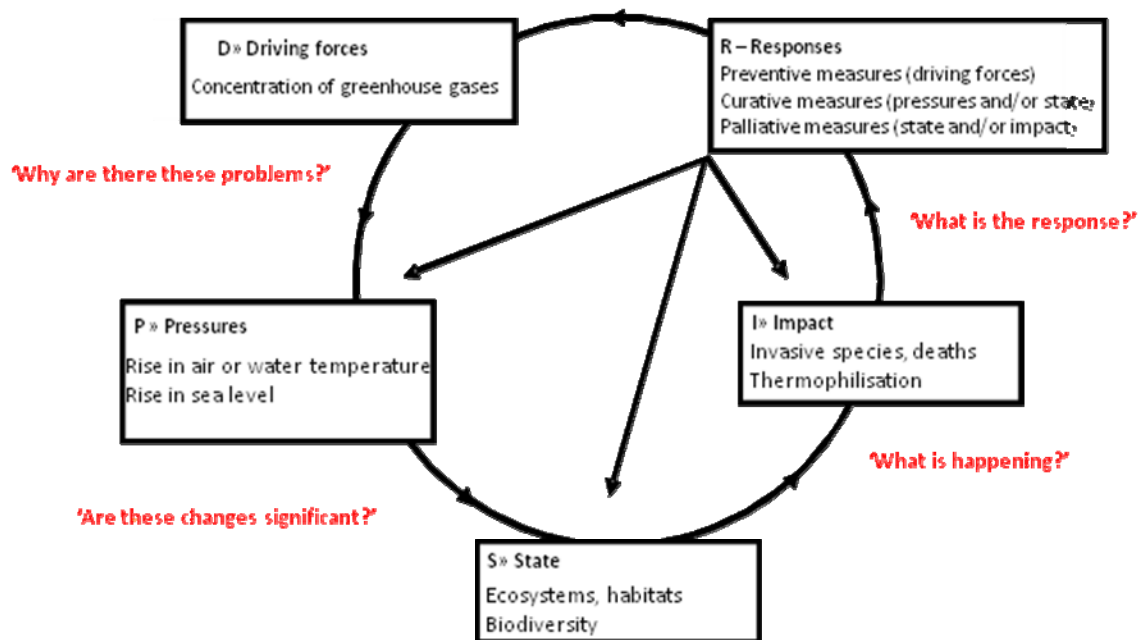 D» Driving forces
Concentration of greenhouse gases
R – Responses
Preventive measures (driving forces)
Curative measures (pressures and/or state)
Palliative measures (state and/or impact)
‘Why are there these problems?’
‘What is the response?’
P» Pressures
Rise in air or water temperature
Rise in sea level
I» Impact
Invasive species, deaths
Thermophilisation
‘What is happening?’
‘Are these changes significant?’
S» State
Ecosystems, habitats
Biodiversity